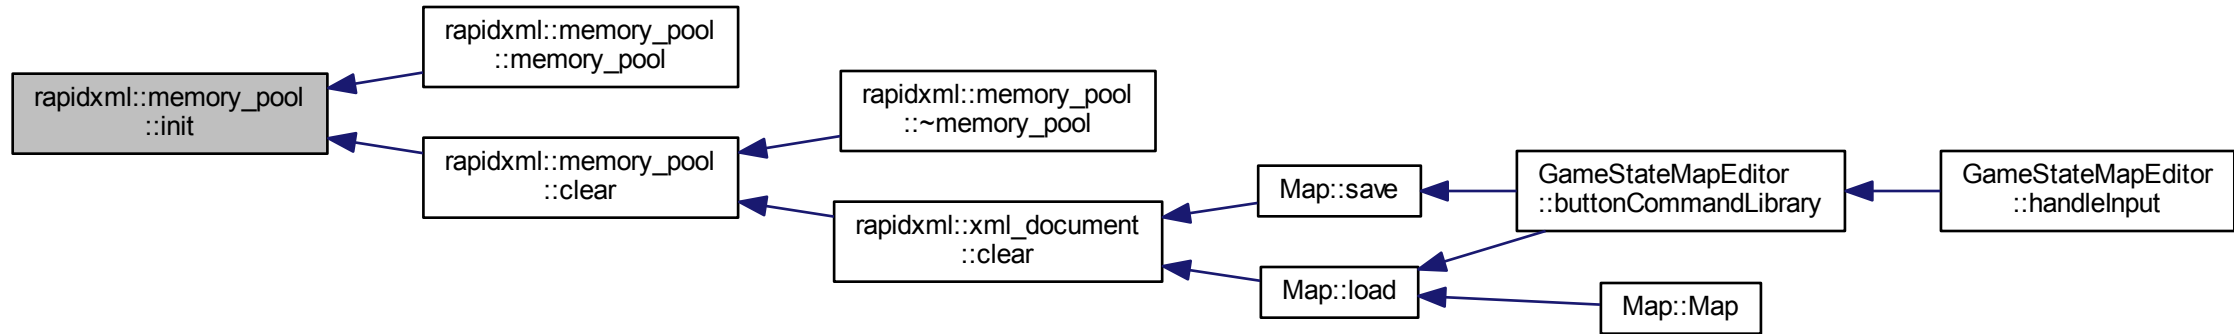 rapidxml::memory_pool
::init
rapidxml::memory_pool
::memory_pool
rapidxml::memory_pool
::clear
rapidxml::memory_pool
::~memory_pool
rapidxml::xml_document
::clear
Map::save
Map::load
GameStateMapEditor
::buttonCommandLibrary
Map::Map
GameStateMapEditor
::handleInput